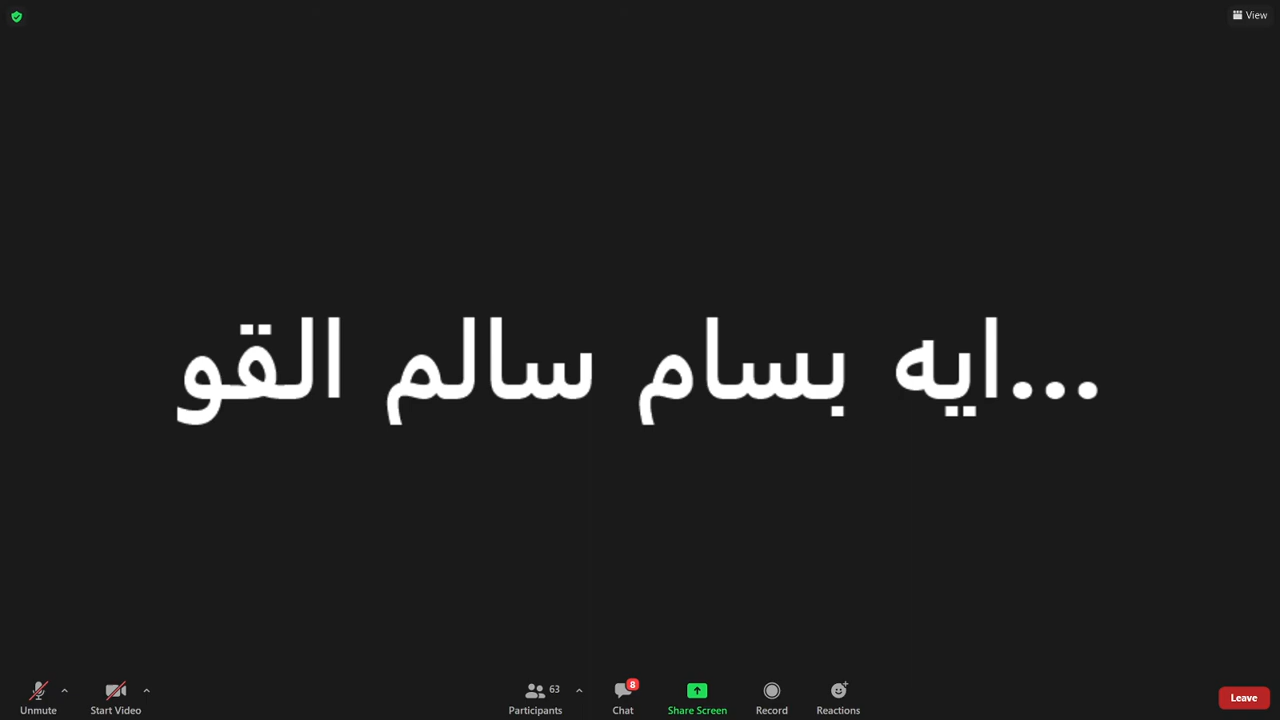 View
ايه بسام سالم القو...
Unmute
Start Video
63
Participants
8
Chat
Share Screen
Record
Reactions
Leave